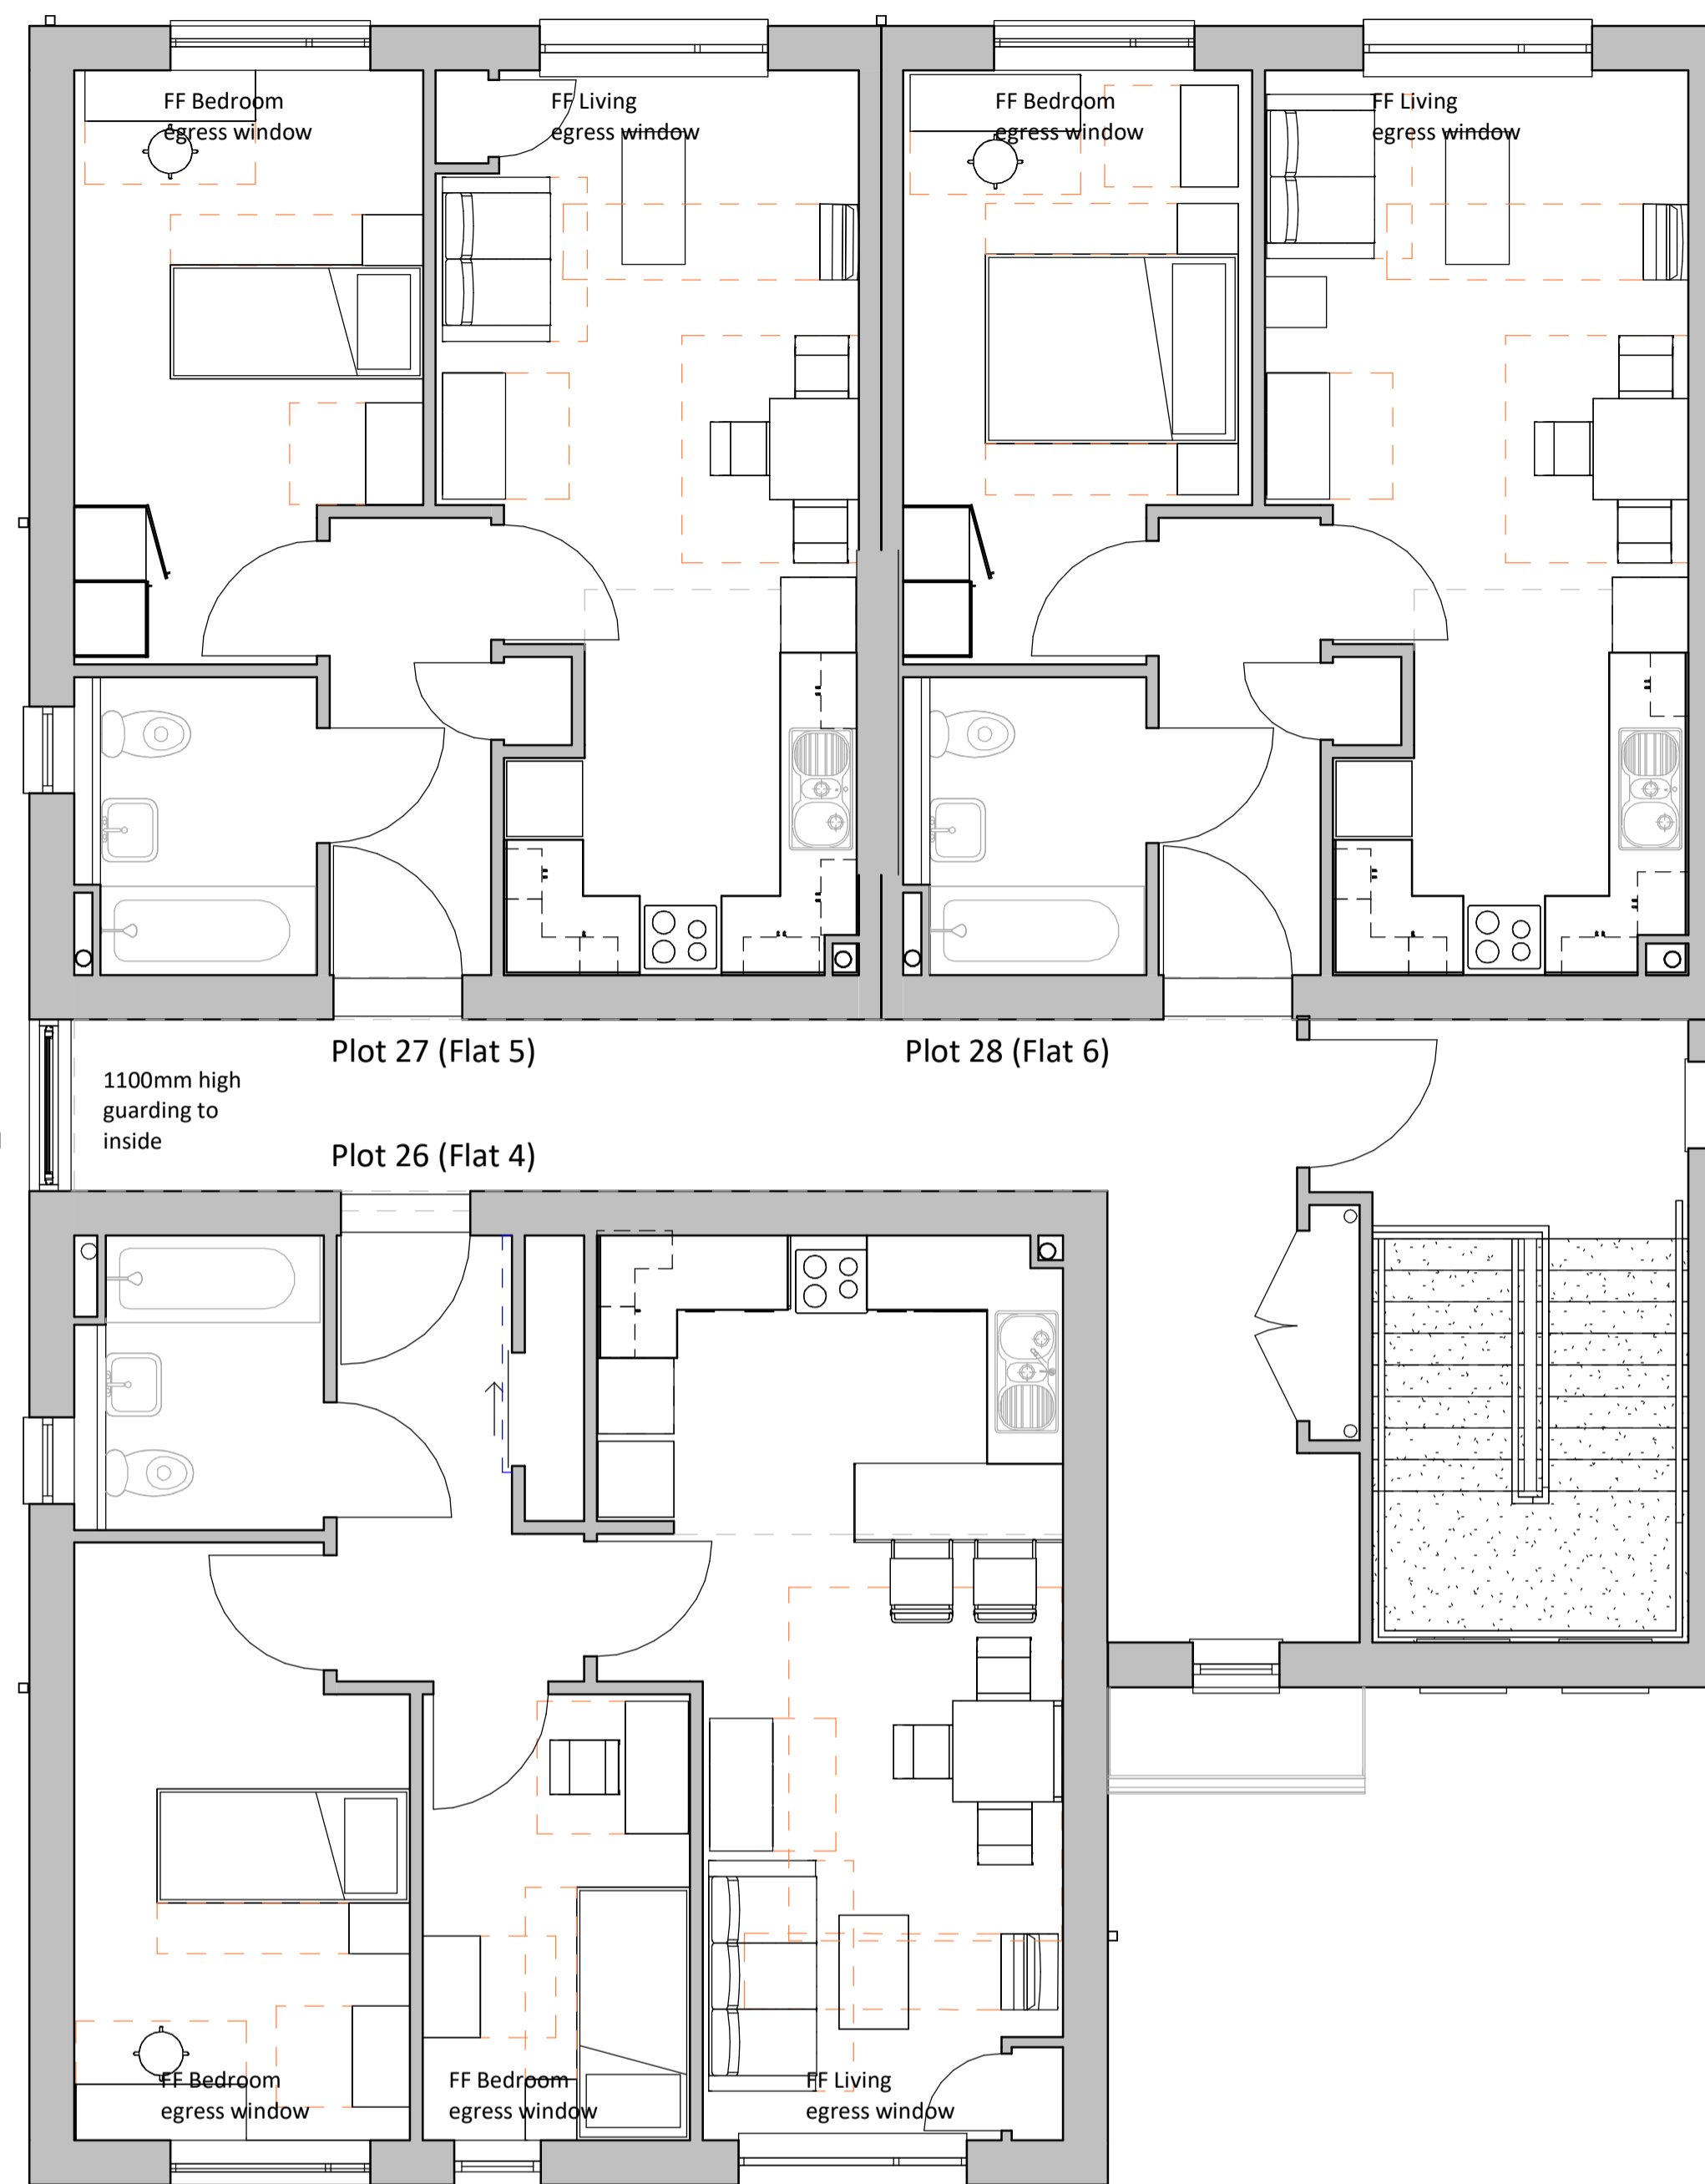 FF Bedroom
egress window
FF Living
egress window
FF Bedroom
egress window
FF Living
egress window
Plot 27 (Flat 5)
Plot 28 (Flat 6)
1100mm high
guarding to
inside
Plot 26 (Flat 4)
FF Bedroom
egress window
FF Bedroom
egress window
FF Living
egress window